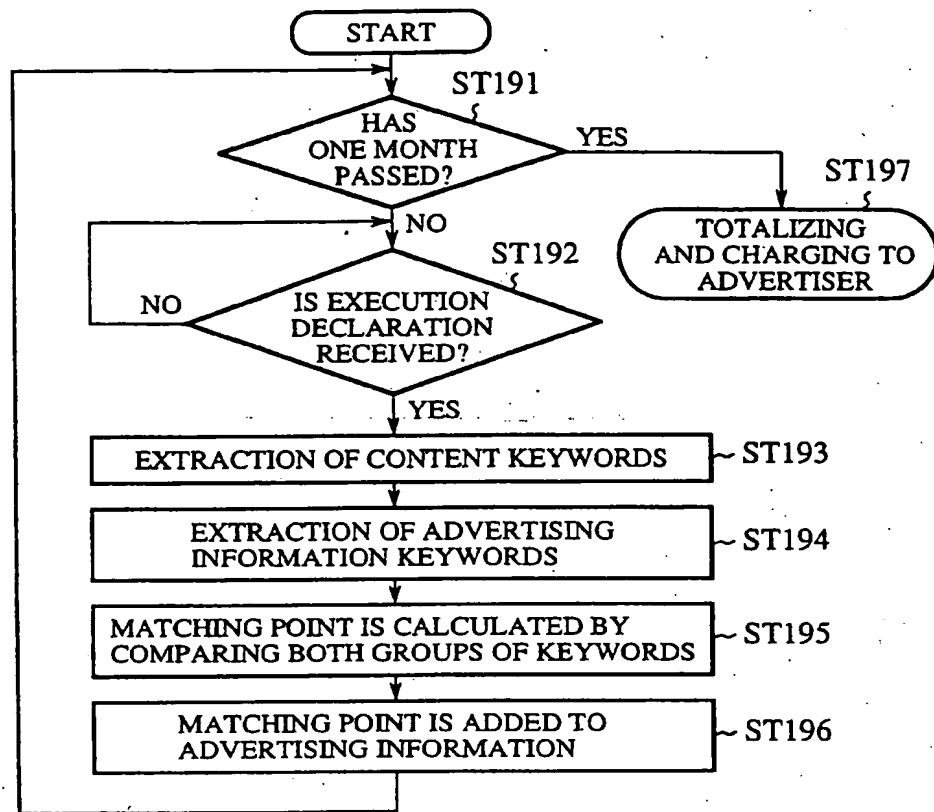 START
ST191
HAS
ONE MONTH
PASSED?
YES
ST197
TOTALIZING
AND CHARGING TO
ADVERTISER
NO
ST192
NO
IS EXECUTION
DECLARATION
RECEIVED?
YES
EXTRACTION OF CONTENT KEYWORDS
ST193
EXTRACTION OF ADVERTISING
INFORMATION KEYWORDS
ST194
MATCHING POINT IS CALCULATED BY
COMPARING BOTH GROUPS OF KEYWORDS
ST195
MATCHING POINT IS ADDED TO
ADVERTISING INFORMATION
ST196